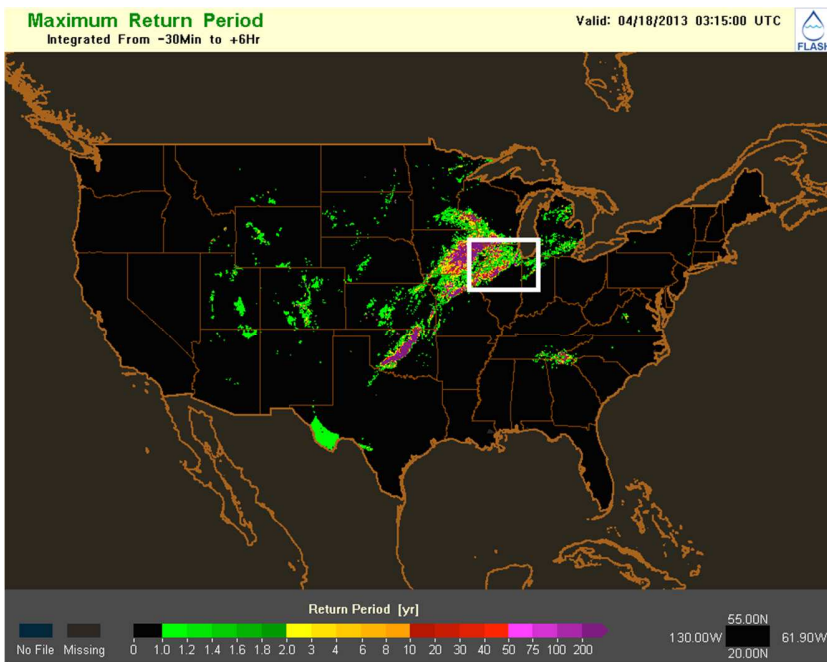 Maximum Return Period
Integrated From -30Min to +6Hr
Valid: 04/18/2013 03:15:00 UTC
FLASH
Return Period [yr]
No File Missing 0 1.0 1.2 1.4 1.6 1.8 2.0 3 4 6 8 10 20 30 40 50 75 100 200
55.00N
130.00W 61.90W
20.00N